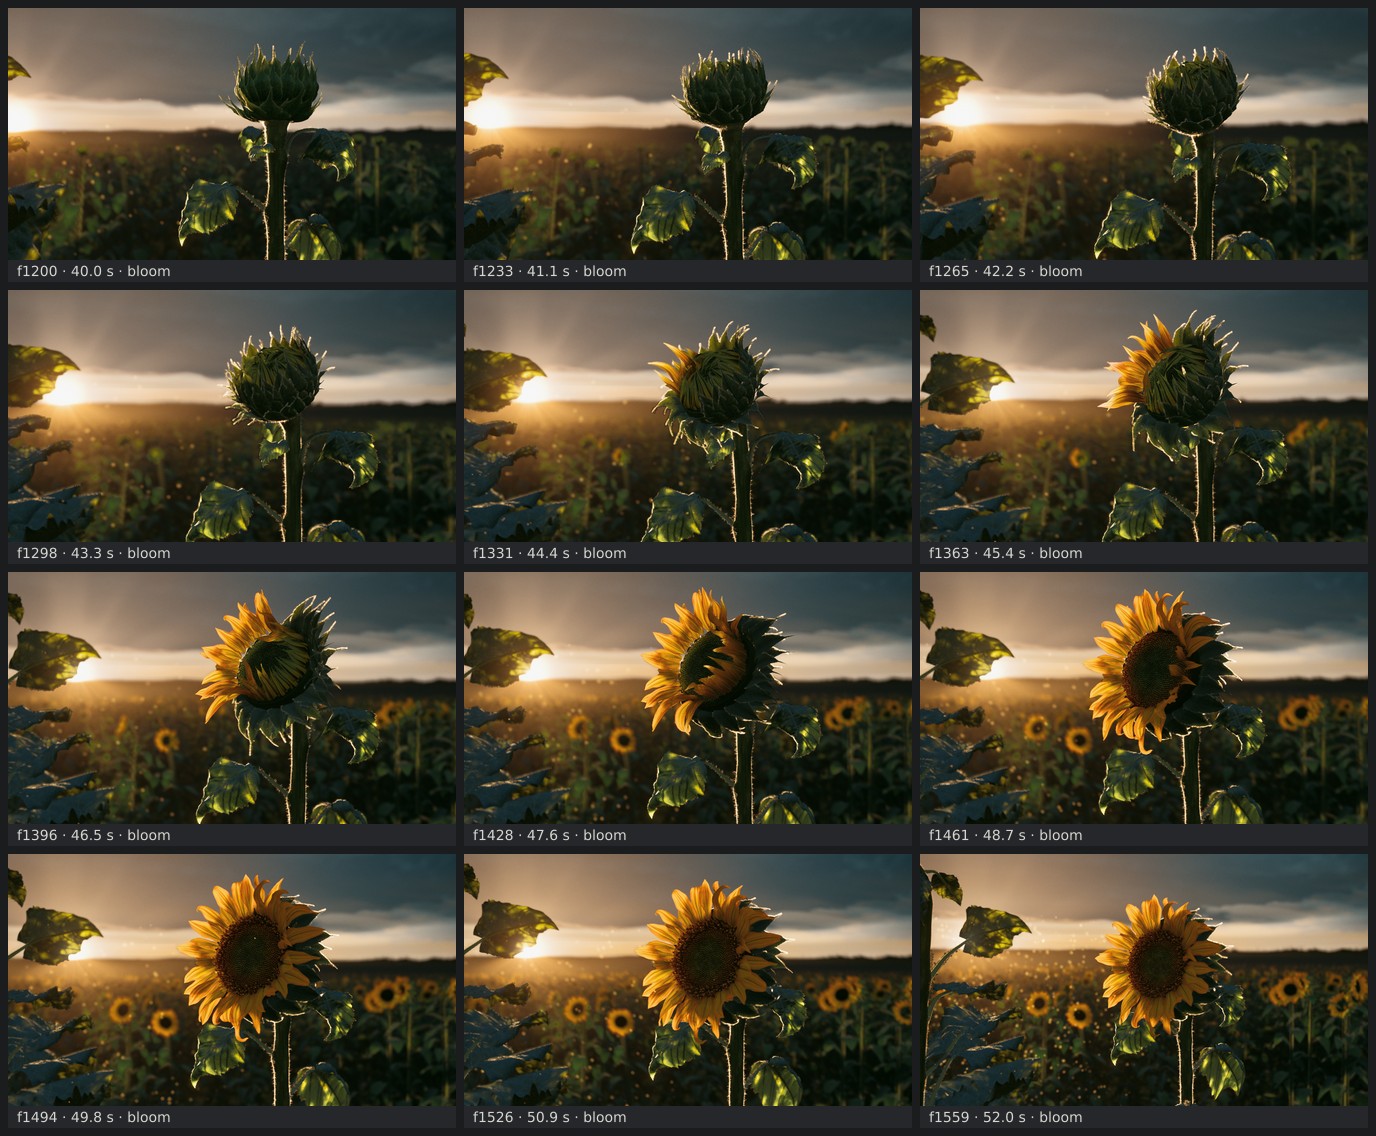 f1200 · 40.0 s · bloom
f1233 · 41.1 s · bloom
f1265 · 42.2 s · bloom
f1298 · 43.3 s · bloom
f1331 · 44.4 s · bloom
f1363 · 45.4 s · bloom
f1396 · 46.5 s · bloom
f1428 · 47.6 s · bloom
f1461 · 48.7 s · bloom
f1494 · 49.8 s · bloom
f1526 · 50.9 s · bloom
f1559 · 52.0 s · bloom